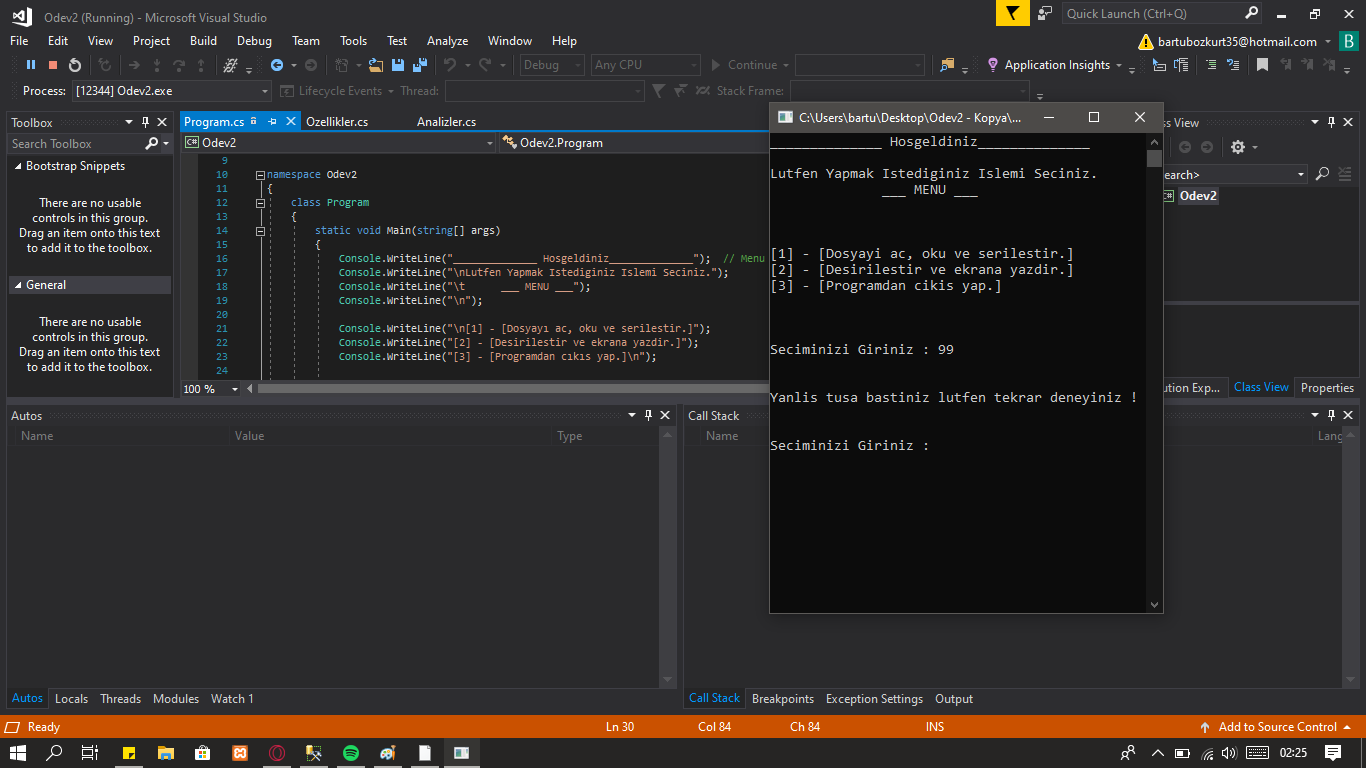 Odev2 (Running) - Microsoft Visual Studio
Quick Launch (Ctrl+Q)
File Edit View Project Build Debug Team Tools Test Analyze Window Help
bartubozkurt35@hotmail.com B
Debug Any CPU Continue Application Insights
Process: [12344] Odev2.exe Lifecycle Events Thread: Stack Frame:
Toolbox
Search Toolbox
Bootstrap Snippets
There are no usable
controls in this group.
Drag an item onto this text
to add it to the toolbox.
General
There are no usable
controls in this group.
Drag an item onto this text
to add it to the toolbox.
Program.cs Ozellikler.cs Analizler.cs
Odev2 Odev2.Program
9
10 namespace Odev2
11 {
12 class Program
13 {
14 static void Main(string[] args)
15 {
16 Console.WriteLine("______________ Hosgeldiniz______________"); // Menu
17 Console.WriteLine("\nLutfen Yapmak Istediginiz Islemi Seciniz.");
18 Console.WriteLine("\t ___ MENU ___");
19 Console.WriteLine("\n");
20
21 Console.WriteLine("\n[1] - [Dosyayı ac, oku ve serilestir.]");
22 Console.WriteLine("[2] - [Desirilestir ve ekrana yazdir.]");
23 Console.WriteLine("[3] - [Programdan cıkıs yap.]\n");
24
100 %
C:\Users\bartu\Desktop\Odev2 - Kopya\...
______________ Hosgeldiniz______________
Lutfen Yapmak Istediginiz Islemi Seciniz.
___ MENU ___
[1] - [Dosyayi ac, oku ve serilestir.]
[2] - [Desirilestir ve ekrana yazdir.]
[3] - [Programdan cikis yap.]
Seciminizi Giriniz : 99
Yanlis tusa bastiniz lutfen tekrar deneyiniz !
Seciminizi Giriniz :
ss View
earch>
Odev2
ution Exp... Class View Properties
Autos
Name Value Type
Call Stack
Name Lang
Autos Locals Threads Modules Watch 1
Call Stack Breakpoints Exception Settings Output
Ready Ln 30 Col 84 Ch 84 INS Add to Source Control
02:25